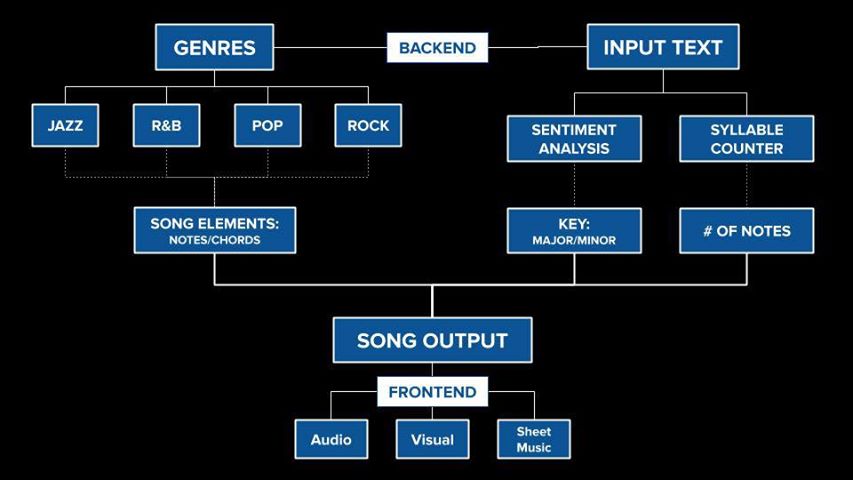 GENRES
BACKEND
INPUT TEXT
JAZZ
R&B
POP
ROCK
SENTIMENT
ANALYSIS
SYLLABLE
COUNTER
SONG ELEMENTS:
NOTES/CHORDS
KEY:
MAJOR/MINOR
# OF NOTES
SONG OUTPUT
FRONTEND
Audio
Visual
Sheet
Music